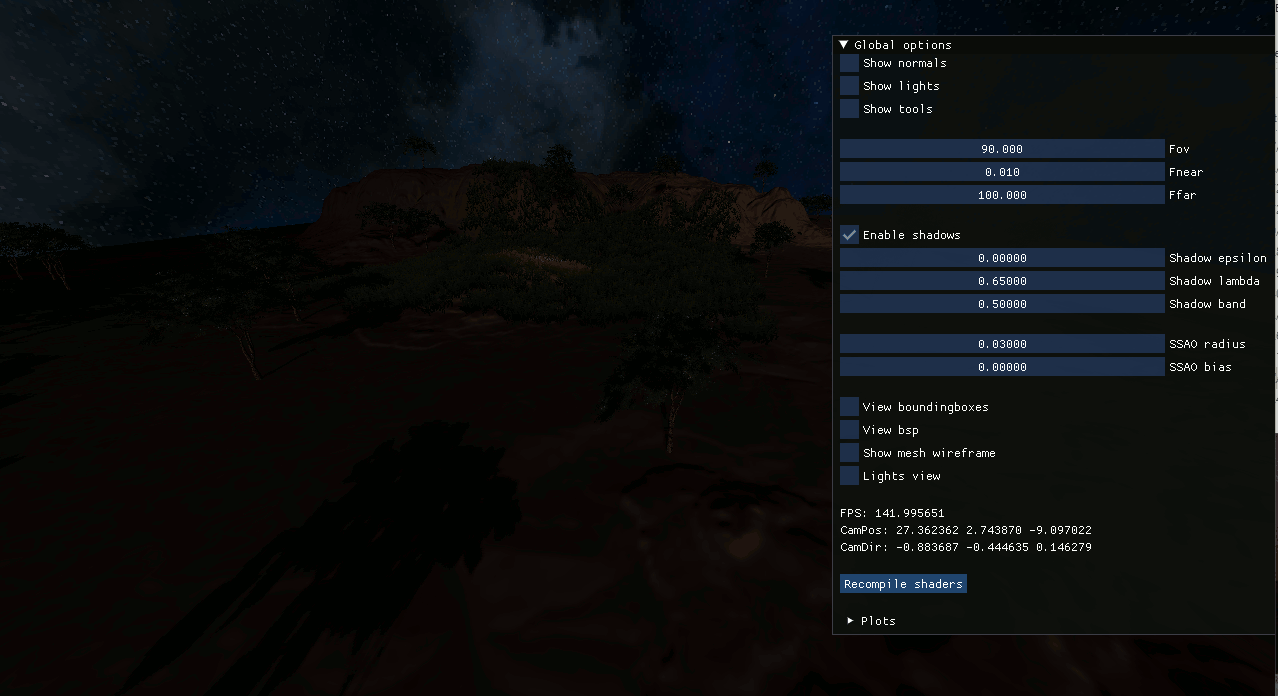 Global options
Show normals
Show lights
Show tools
90.000 Fov
0.010 Fnear
100.000 Ffar
Enable shadows
0.00000 Shadow epsilon
0.65000 Shadow lambda
0.50000 Shadow band
0.03000 SSAO radius
0.00000 SSAO bias
View boundingboxes
View bsp
Show mesh wireframe
Lights view
FPS: 141.995651
CamPos: 27.362362 2.743870 -9.097022
CamDir: -0.883687 -0.444635 0.146279
Recompile shaders
Plots